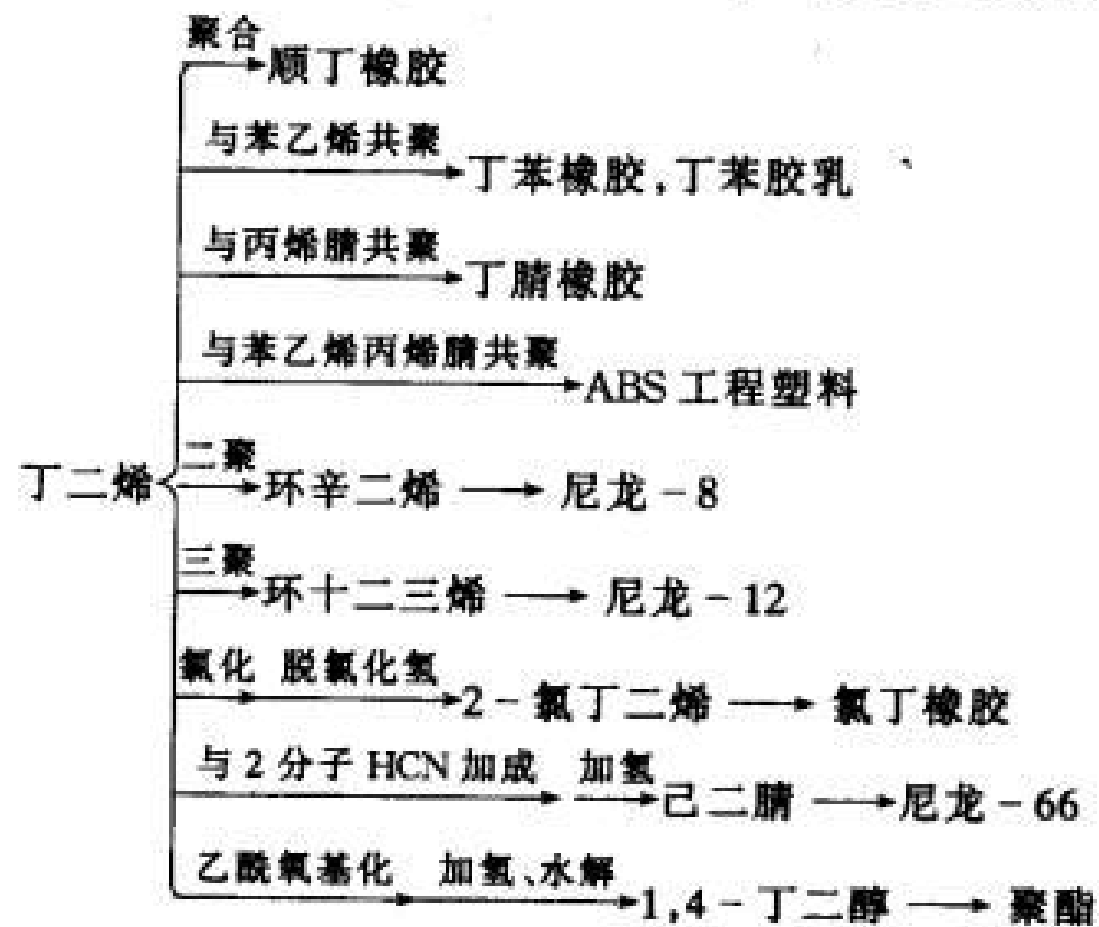 聚合
顺丁橡胶
与苯乙烯共聚
丁苯橡胶,丁苯胶乳
与丙烯腈共聚
丁腈橡胶
与苯乙烯丙烯腈共聚
ABS 工程塑料
丁二烯
二聚
环辛二烯 → 尼龙-8
三聚
环十二三烯 → 尼龙-12
氯化 脱氯化氢
2-氯丁二烯 → 氯丁橡胶
与2分子HCN加成 加氢
己二腈 → 尼龙-66
乙酰氧基化 加氢、水解
1,4-丁二醇 → 聚酯